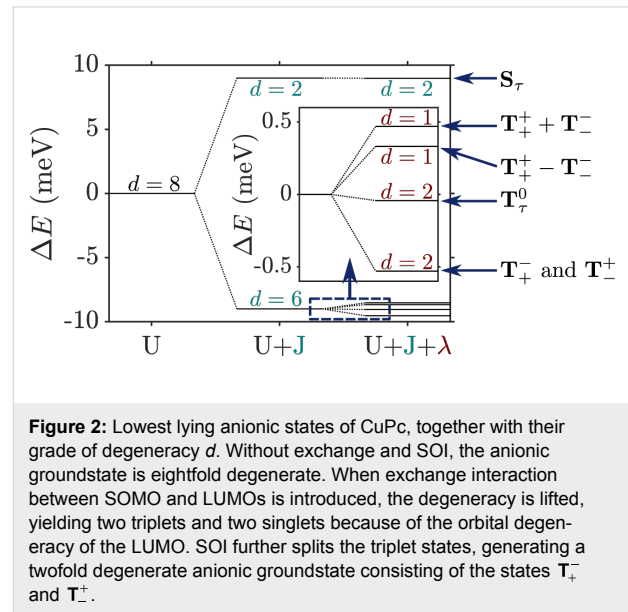 10
5
0
-5
-10
ΔE (meV)
d = 8
d = 2
d = 2
d = 6
0.5
0
-0.5
ΔE (meV)
d = 1
d = 1
d = 2
d = 2
S_τ
T_+^+ + T_-^-
T_+^+ − T_-^-
T_τ^0
T_+^- and T_-^+
U
U+J
U+J+λ
Figure 2: Lowest lying anionic states of CuPc, together with their
grade of degeneracy d. Without exchange and SOI, the anionic
groundstate is eightfold degenerate. When exchange interaction
between SOMO and LUMOs is introduced, the degeneracy is lifted,
yielding two triplets and two singlets because of the orbital degen-
eracy of the LUMO. SOI further splits the triplet states, generating a
twofold degenerate anionic groundstate consisting of the states T_+^-
and T_-^+.